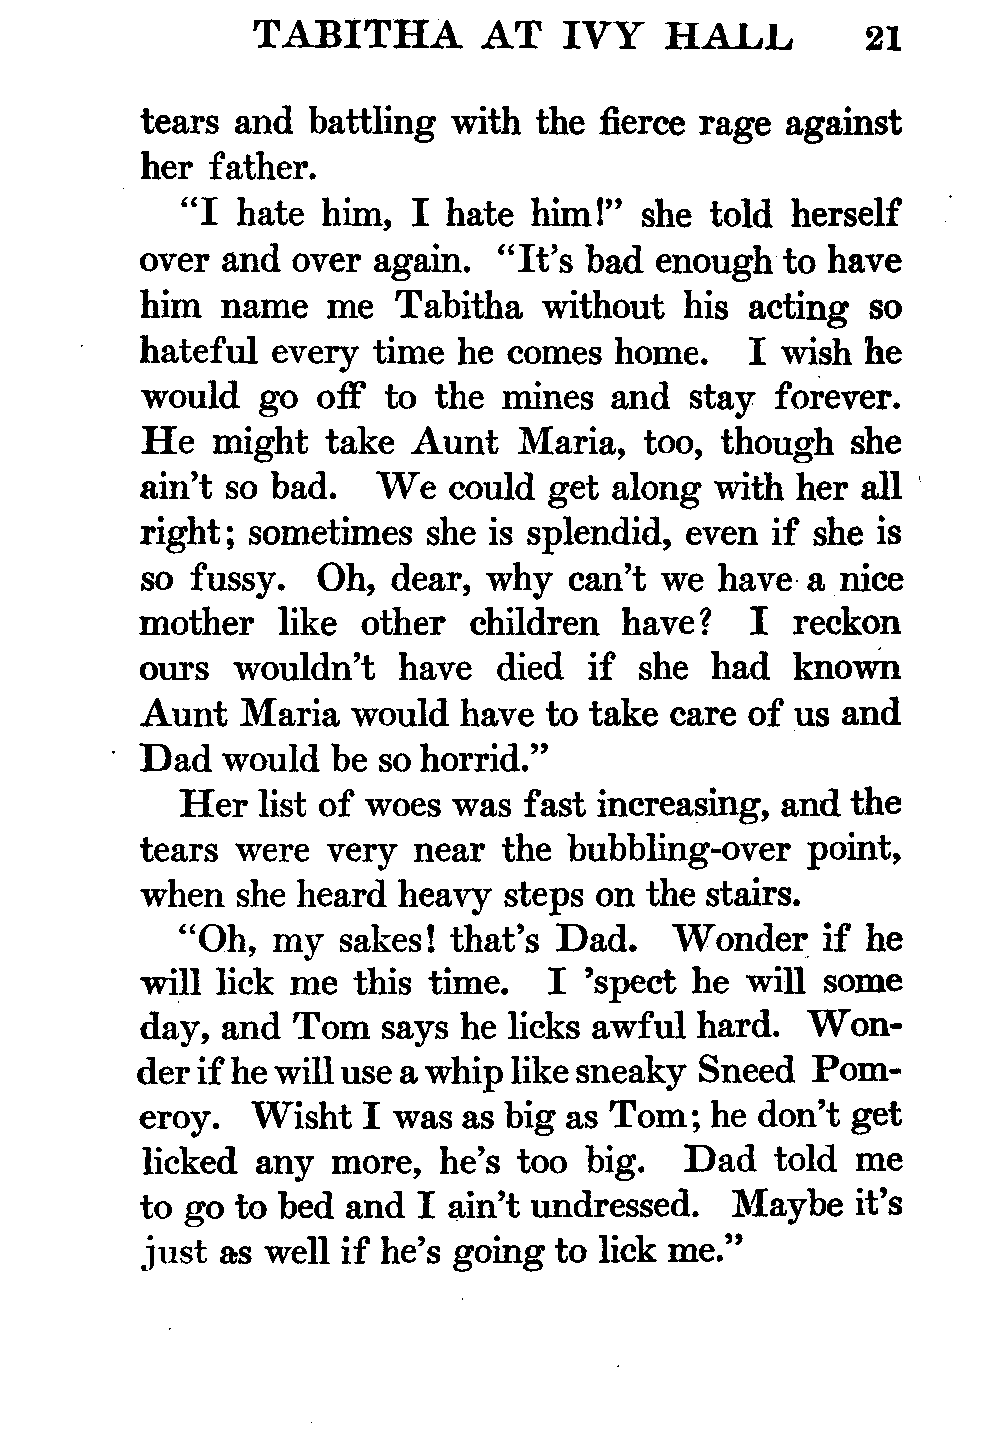 TABITHA AT IVY HALL 21
tears and battling with the fierce rage against
her father.
"I hate him, I hate him!" she told herself
over and over again. "It's bad enough to have
him name me Tabitha without his acting so
hateful every time he comes home. I wish he
would go off to the mines and stay forever.
He might take Aunt Maria, too, though she
ain't so bad. We could get along with her all
right; sometimes she is splendid, even if she is
so fussy. Oh, dear, why can't we have a nice
mother like other children have? I reckon
ours wouldn't have died if she had known
Aunt Maria would have to take care of us and
Dad would be so horrid."
Her list of woes was fast increasing, and the
tears were very near the bubbling-over point,
when she heard heavy steps on the stairs.
"Oh, my sakes! that's Dad. Wonder if he
will lick me this time. I 'spect he will some
day, and Tom says he licks awful hard. Won-
der if he will use a whip like sneaky Sneed Pom-
eroy. Wisht I was as big as Tom; he don't get
licked any more, he's too big. Dad told me
to go to bed and I ain't undressed. Maybe it's
just as well if he's going to lick me."